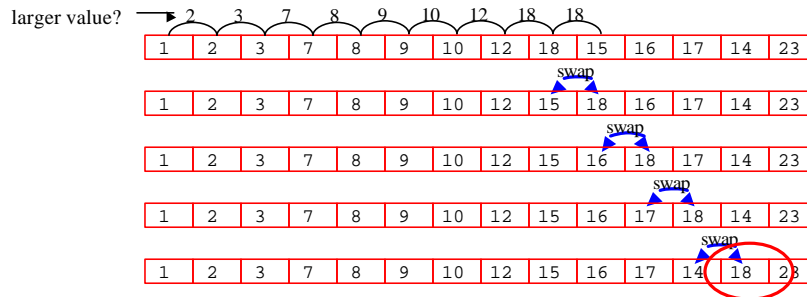 larger value? 2 3 7 8 9 10 12 18 18
1 2 3 7 8 9 10 12 18 15 16 17 14 23
swap
1 2 3 7 8 9 10 12 15 18 16 17 14 23
swap
1 2 3 7 8 9 10 12 15 16 18 17 14 23
swap
1 2 3 7 8 9 10 12 15 16 17 18 14 23
swap
1 2 3 7 8 9 10 12 15 16 17 14 18 23